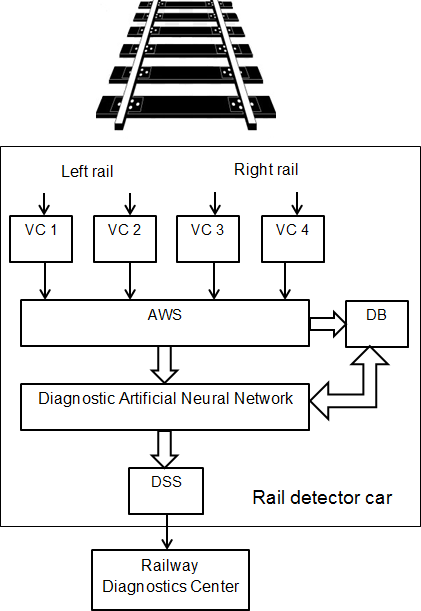 Left rail
Right rail
VC 1
VC 2
VC 3
VC 4
AWS
DB
Diagnostic Artificial Neural Network
DSS
Rail detector car
Railway
Diagnostics Center